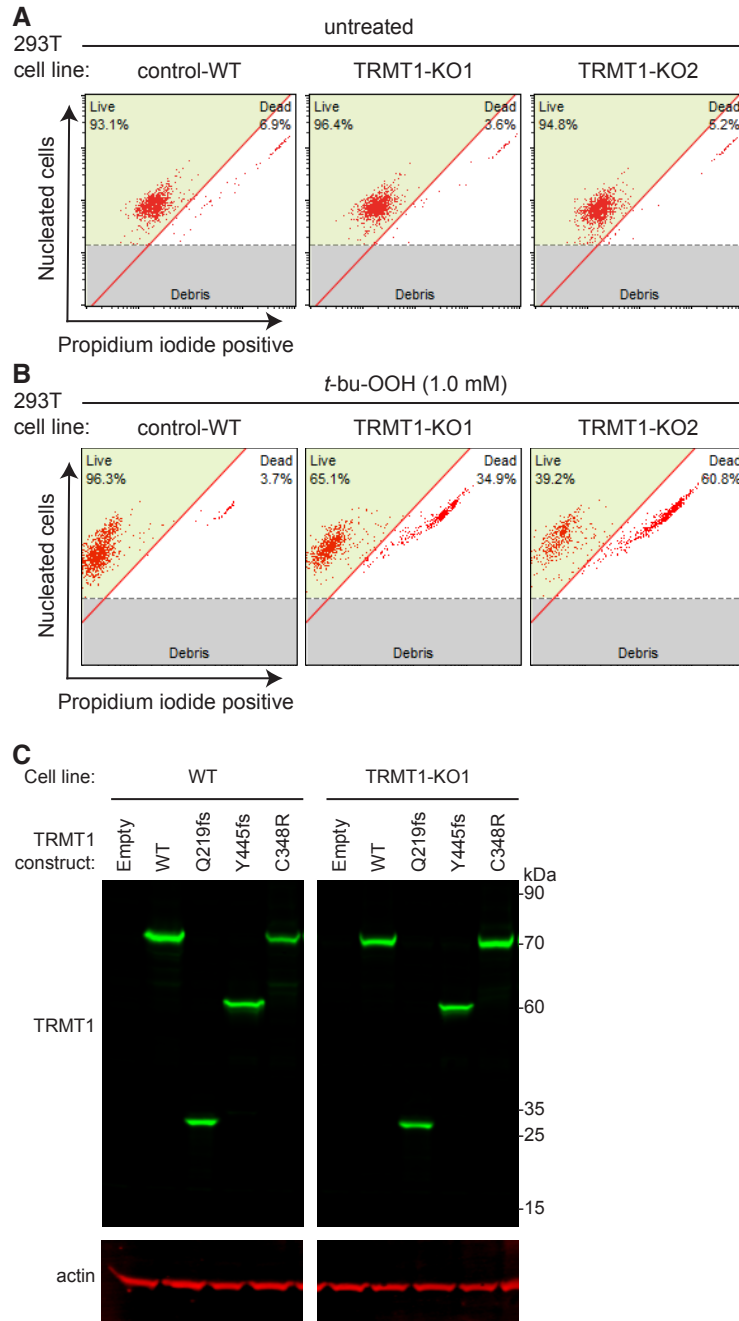 A
untreated
293T
cell line:
control-WT
TRMT1-KO1
TRMT1-KO2
Nucleated cells
Live
93.1%
Dead
6.9%
Debris
Live
96.4%
Dead
3.6%
Debris
Live
94.8%
Dead
5.2%
Debris
Propidium iodide positive
B
t-bu-OOH (1.0 mM)
293T
cell line:
control-WT
TRMT1-KO1
TRMT1-KO2
Nucleated cells
Live
96.3%
Dead
3.7%
Debris
Live
65.1%
Dead
34.9%
Debris
Live
39.2%
Dead
60.8%
Debris
Propidium iodide positive
C
Cell line:
WT
TRMT1-KO1
TRMT1
construct:
Empty
WT
Q219fs
Y445fs
C348R
Empty
WT
Q219fs
Y445fs
C348R
kDa
-90
-70
-60
-35
-25
-15
TRMT1
actin